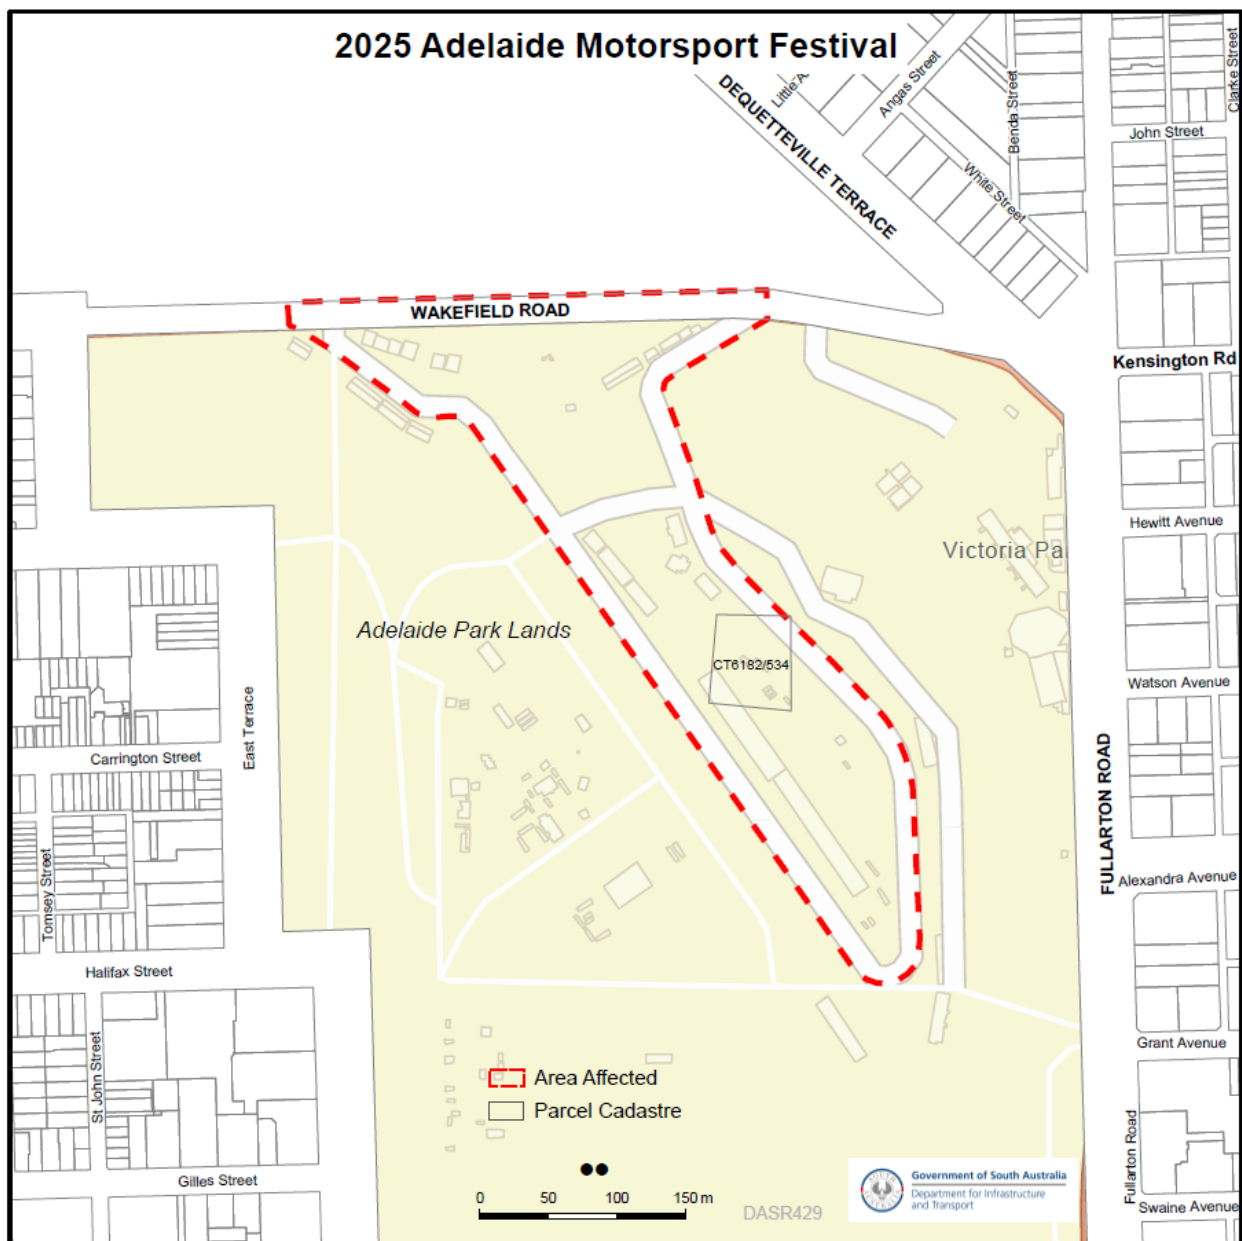 2025 Adelaide Motorsport Festival
DEQUETTEVILLE TERRACE
Angas Street
Benda Street
Clarke Street
John Street
White Street
WAKEFIELD ROAD
Kensington Rd
Hewitt Avenue
Victoria Pa
Adelaide Park Lands
CT6182/534
Watson Avenue
East Terrace
Carrington Street
FULLARTON ROAD
Tomsey Street
Alexandra Avenue
Halifax Street
St John Street
Grant Avenue
Area Affected
Parcel Cadastre
Gilles Street
Fullarton Road
0 50 100 150 m
DASR429
Government of South Australia
Department for Infrastructure
and Transport
Swaine Avenue